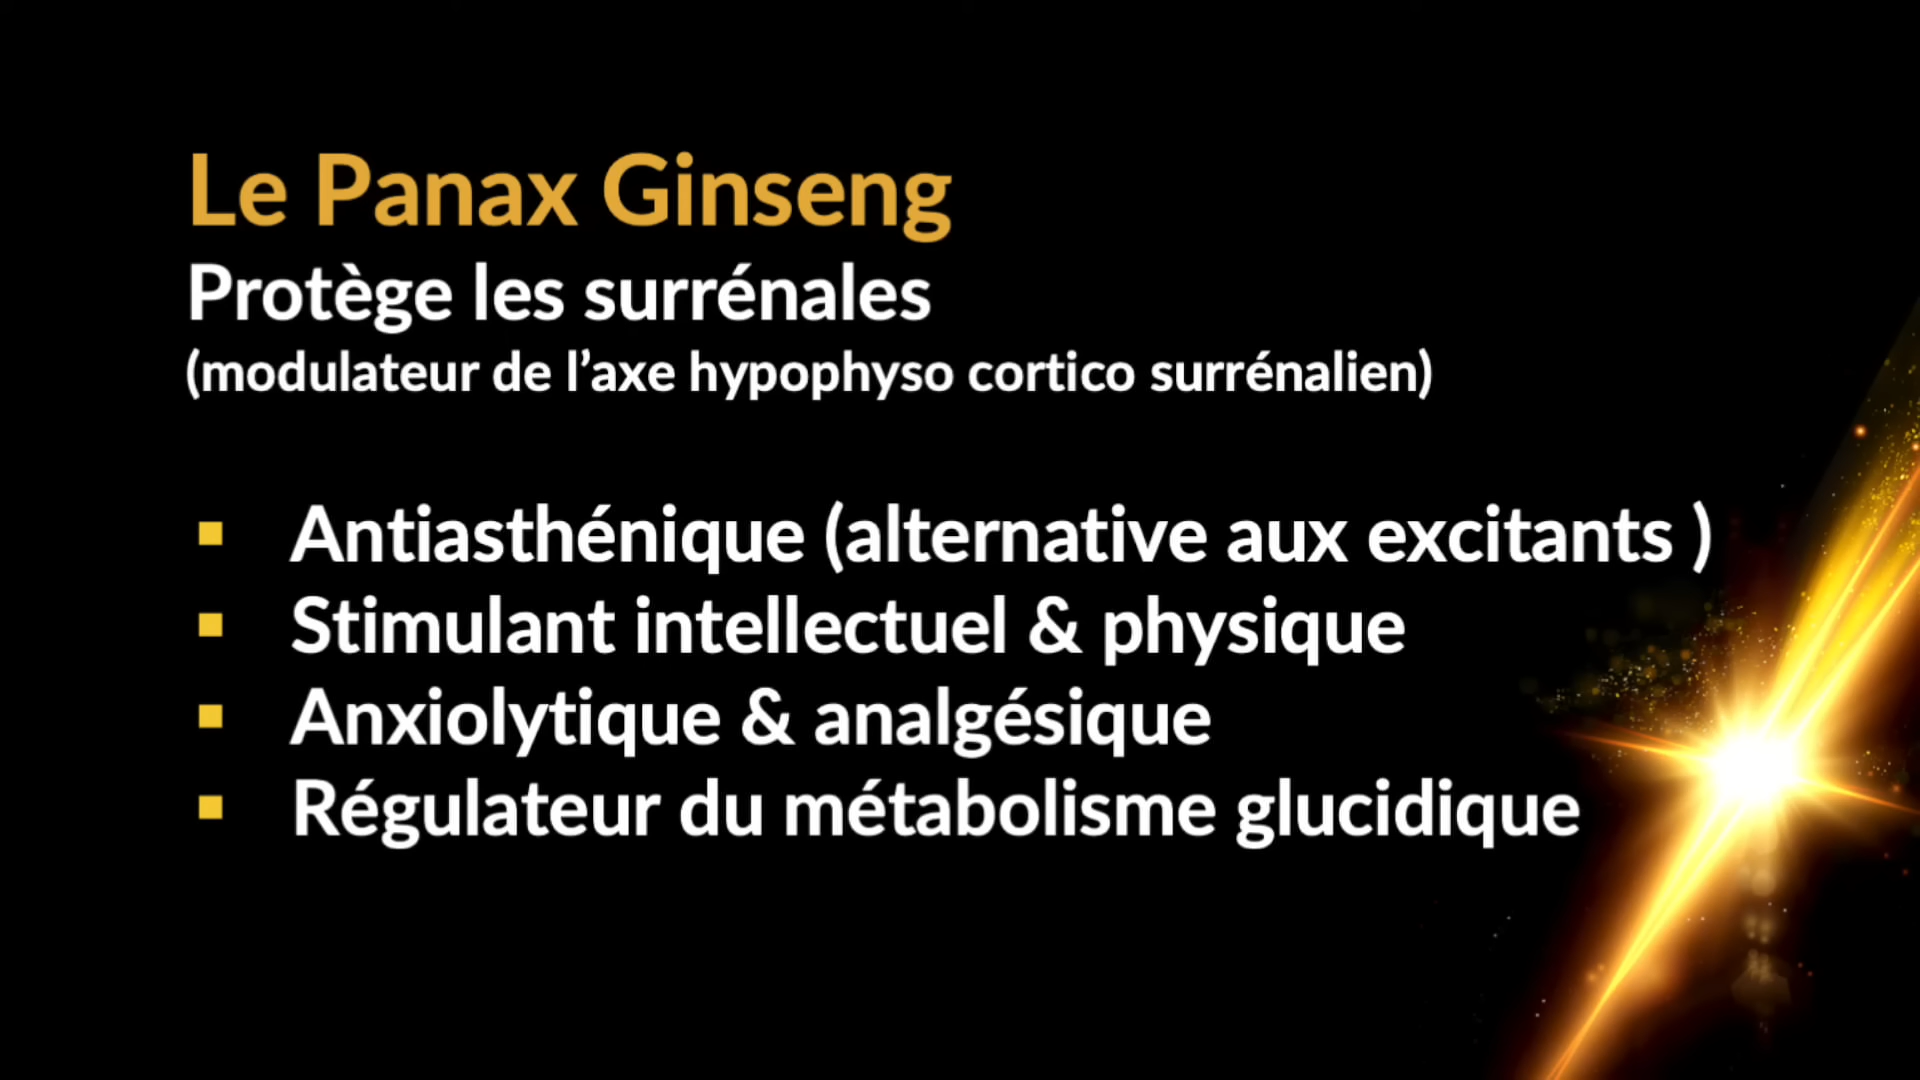 Le Panax Ginseng
Protège les surrénales
(modulateur de l’axe hypophyso cortico surrénalien)
▪ Antiasthénique (alternative aux excitants )
▪ Stimulant intellectuel & physique
▪ Anxiolytique & analgésique
▪ Régulateur du métabolisme glucidique